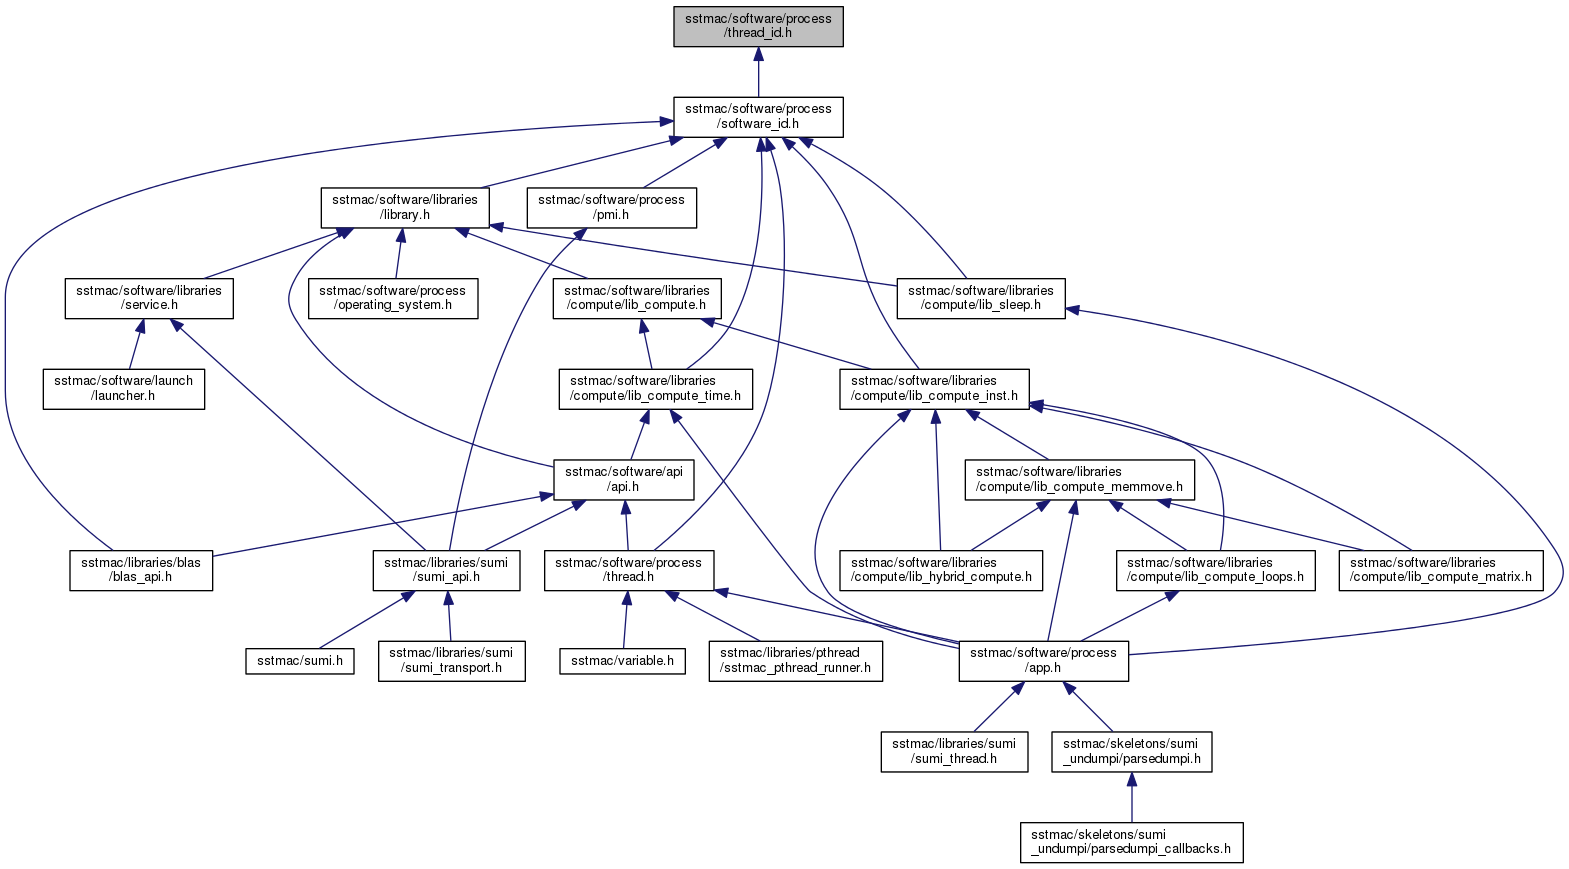 sstmac/software/process
/thread_id.h
sstmac/software/process
/software_id.h
sstmac/software/libraries
/library.h
sstmac/software/process
/pmi.h
sstmac/software/libraries
/service.h
sstmac/software/process
/operating_system.h
sstmac/software/libraries
/compute/lib_compute.h
sstmac/software/libraries
/compute/lib_sleep.h
sstmac/software/launch
/launcher.h
sstmac/software/libraries
/compute/lib_compute_time.h
sstmac/software/libraries
/compute/lib_compute_inst.h
sstmac/software/api
/api.h
sstmac/software/libraries
/compute/lib_compute_memmove.h
sstmac/libraries/blas
/blas_api.h
sstmac/libraries/sumi
/sumi_api.h
sstmac/software/process
/thread.h
sstmac/software/libraries
/compute/lib_hybrid_compute.h
sstmac/software/libraries
/compute/lib_compute_loops.h
sstmac/software/libraries
/compute/lib_compute_matrix.h
sstmac/sumi.h
sstmac/libraries/sumi
/sumi_transport.h
sstmac/variable.h
sstmac/libraries/pthread
/sstmac_pthread_runner.h
sstmac/software/process
/app.h
sstmac/libraries/sumi
/sumi_thread.h
sstmac/skeletons/sumi
_undumpi/parsedumpi.h
sstmac/skeletons/sumi
_undumpi/parsedumpi_callbacks.h